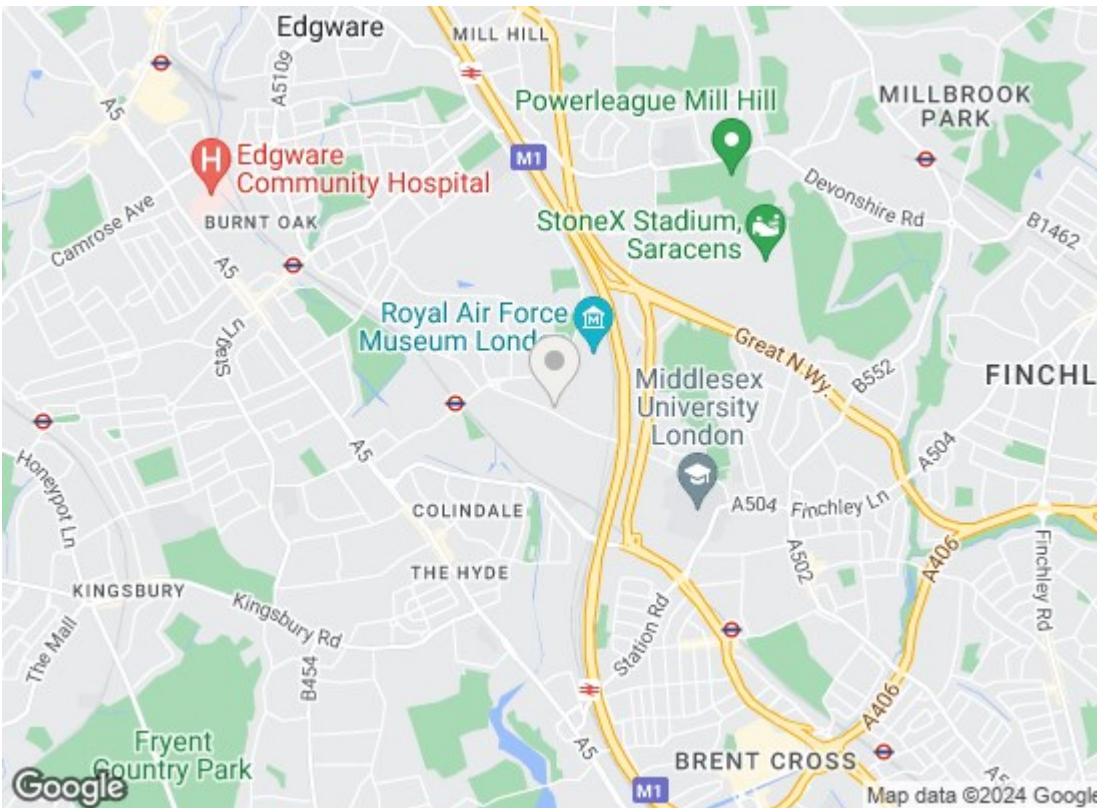 Edgware
MILL HILL
A5109
A5
Powerleague Mill Hill
MILLBROOK
PARK
H
Edgware
Community Hospital
M1
Devonshire Rd
B1462
Camrose Ave
BURNT OAK
StoneX Stadium,
Saracens
A5
Royal Air Force
Museum Lond
M
Stag Ln
Great N Wy.
B552
FINCHL
Middlesex
University
London
A5
Honeypot Ln
A504
COLINDALE
A504
Finchley Ln
A502
A406
THE HYDE
Finchley Rd
KINGSBURY
Kingsbury Rd
The Mall
B454
Station Rd
A406
Fryent
Country Park
A5
BRENT CROSS
A5
M1
Google
Map data ©2024 Google